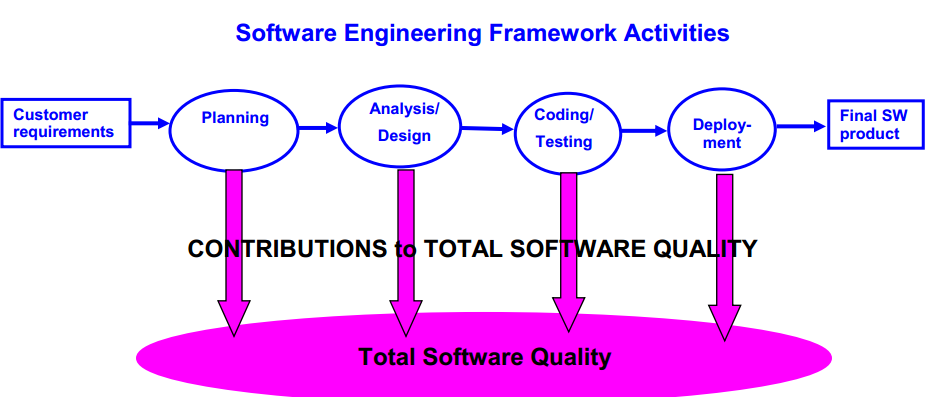 Software Engineering Framework Activities
Customer
requirements
Planning
Analysis/
Design
Coding/
Testing
Deploy-
ment
Final SW
product
CONTRIBUTIONS to TOTAL SOFTWARE QUALITY
Total Software Quality